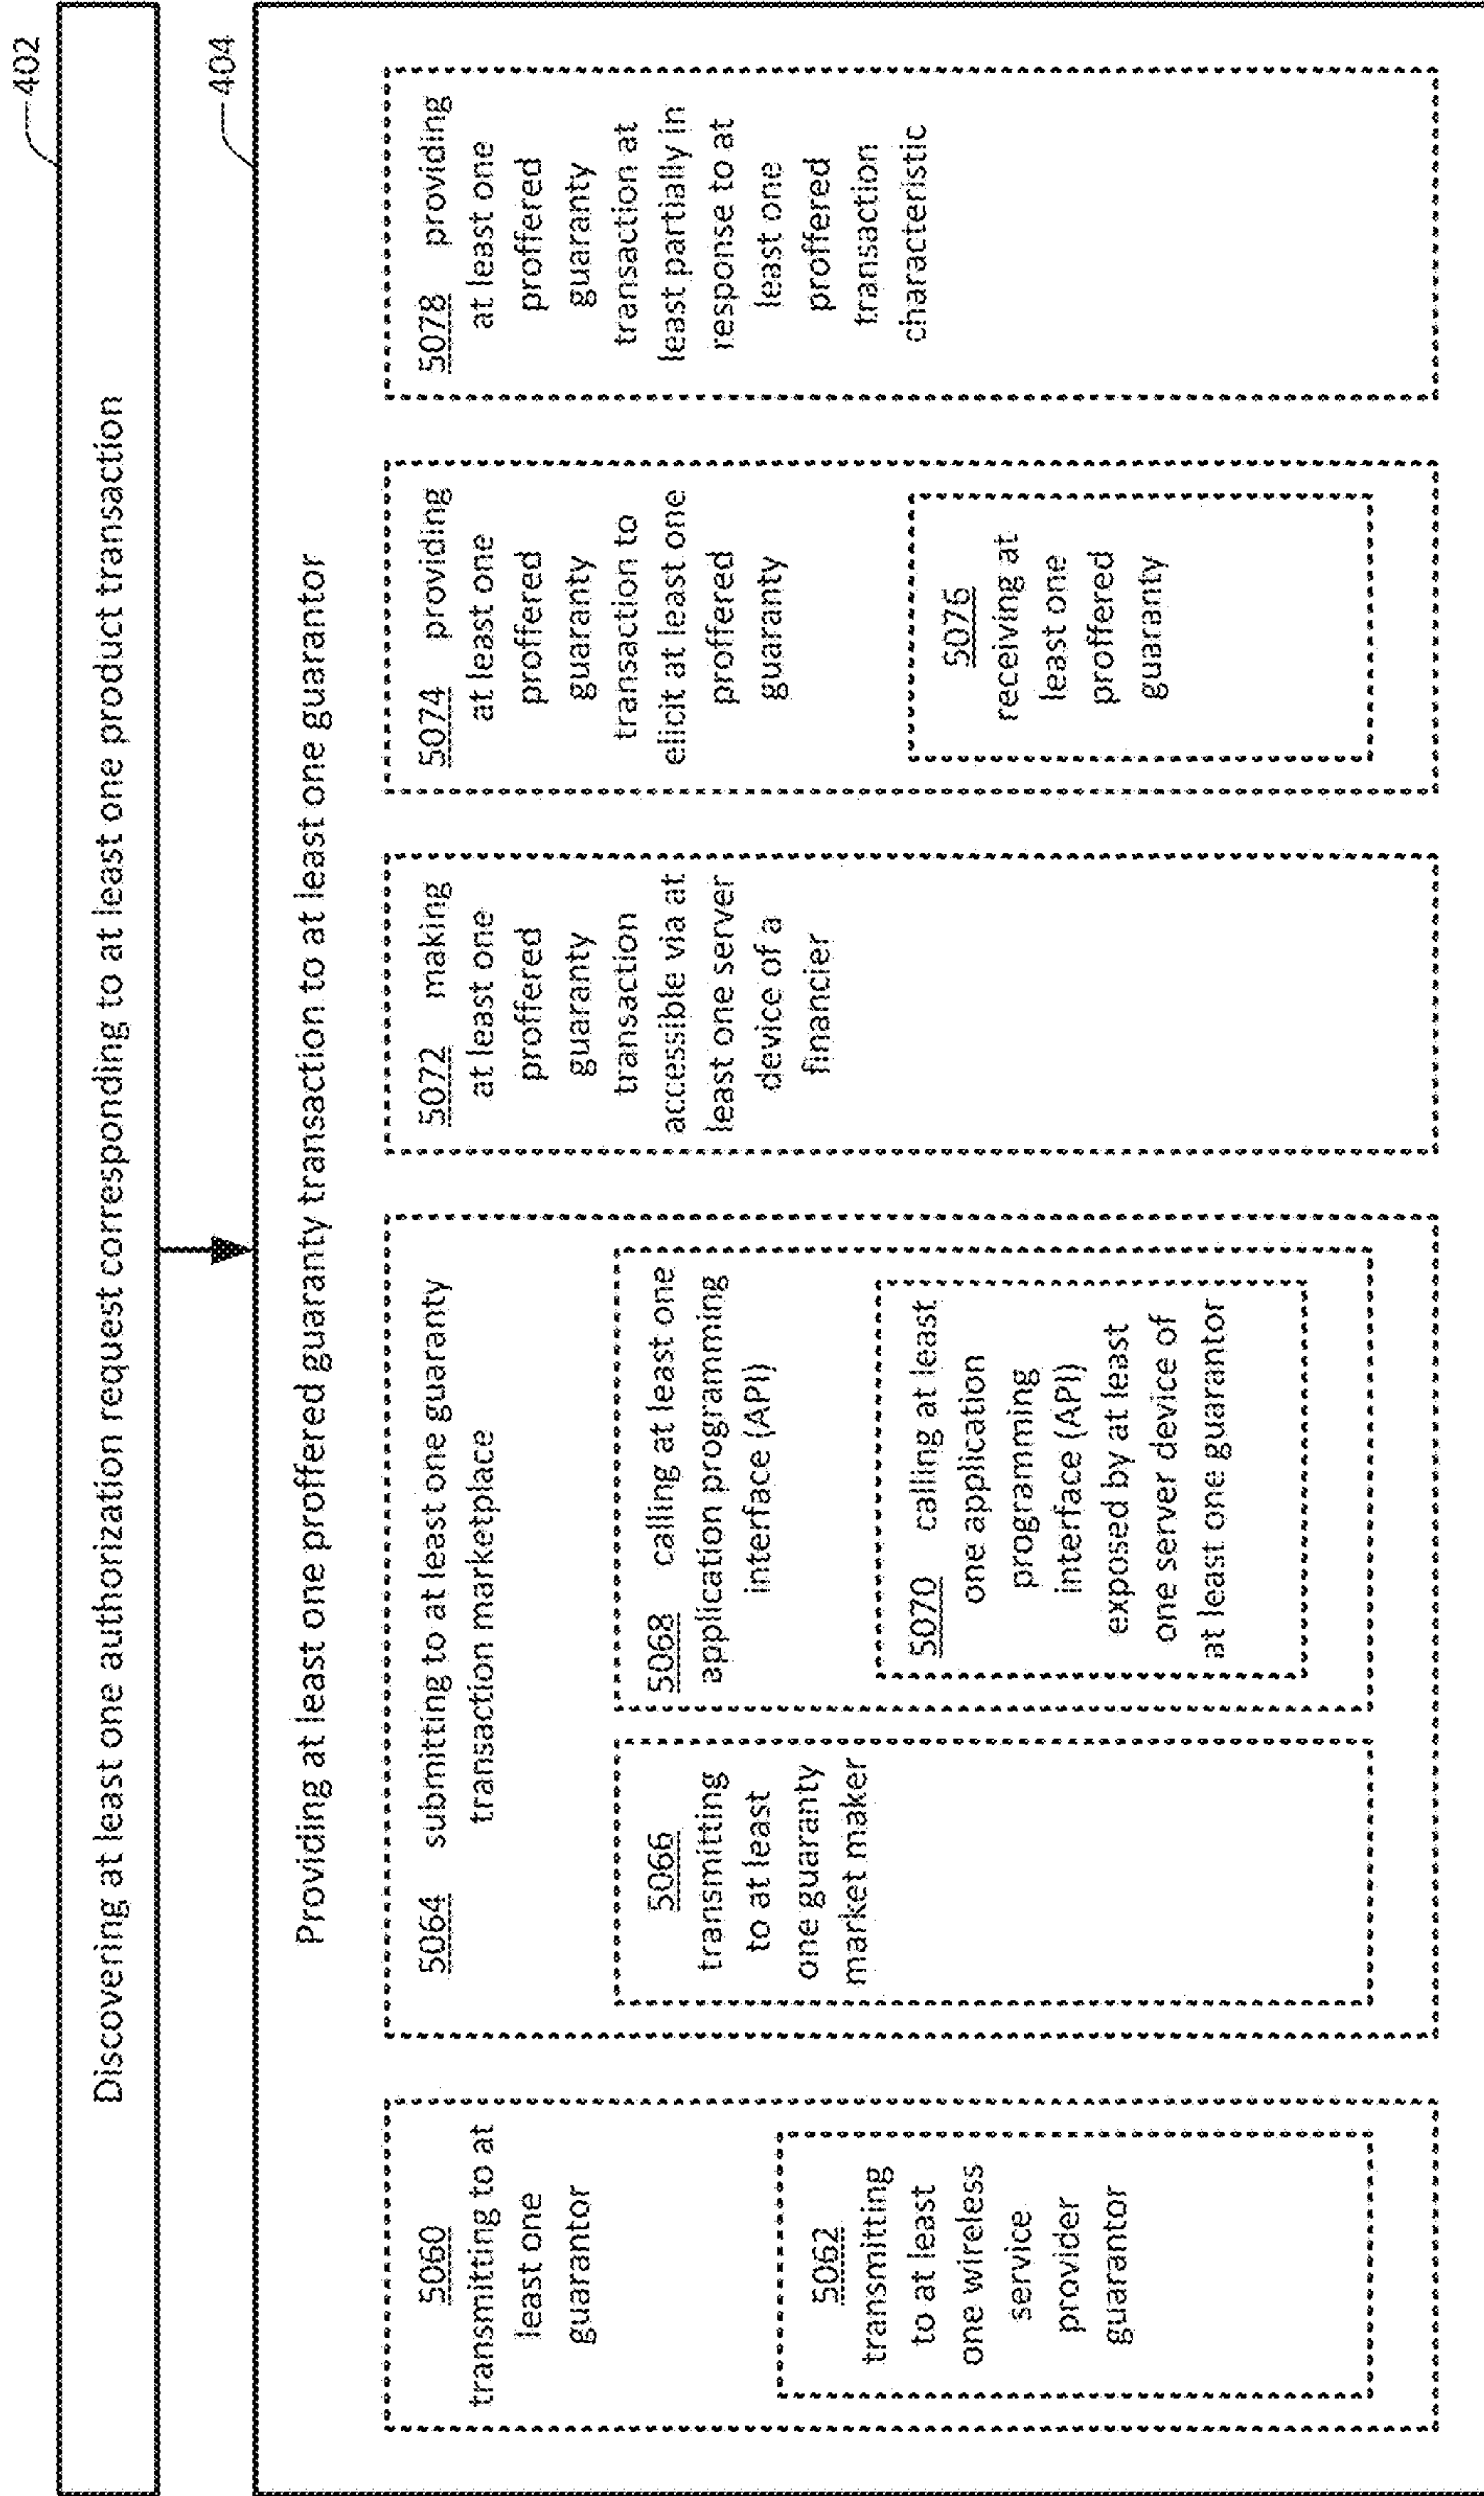 402
Discovering at least one authorization request corresponding to at least one product transaction
404
Providing at least one proffered guaranty transaction to at least one guarantor
5060
transmitting to at
least one
guarantor
5062
transmitting
to at least
one wireless
service
provider
guarantor
5064 submitting to at least one guaranty
transaction marketplace
5066
transmitting
to at least
one guaranty
market maker
5068 calling at least one
application programming
interface (API)
5070 calling at least
one application
programming
interface (API)
exposed by at least
one server device of
at least one guarantor
5072 making
at least one
proffered
guaranty
transaction
accessible via at
least one server
device of a
financier
5074 providing
at least one
proffered
guaranty
transaction to
elicit at least one
proffered
guaranty
5076
receiving at
least one
proffered
guaranty
5078 providing
at least one
proffered
guaranty
transaction at
least partially in
response to at
least one
proffered
transaction
characteristic